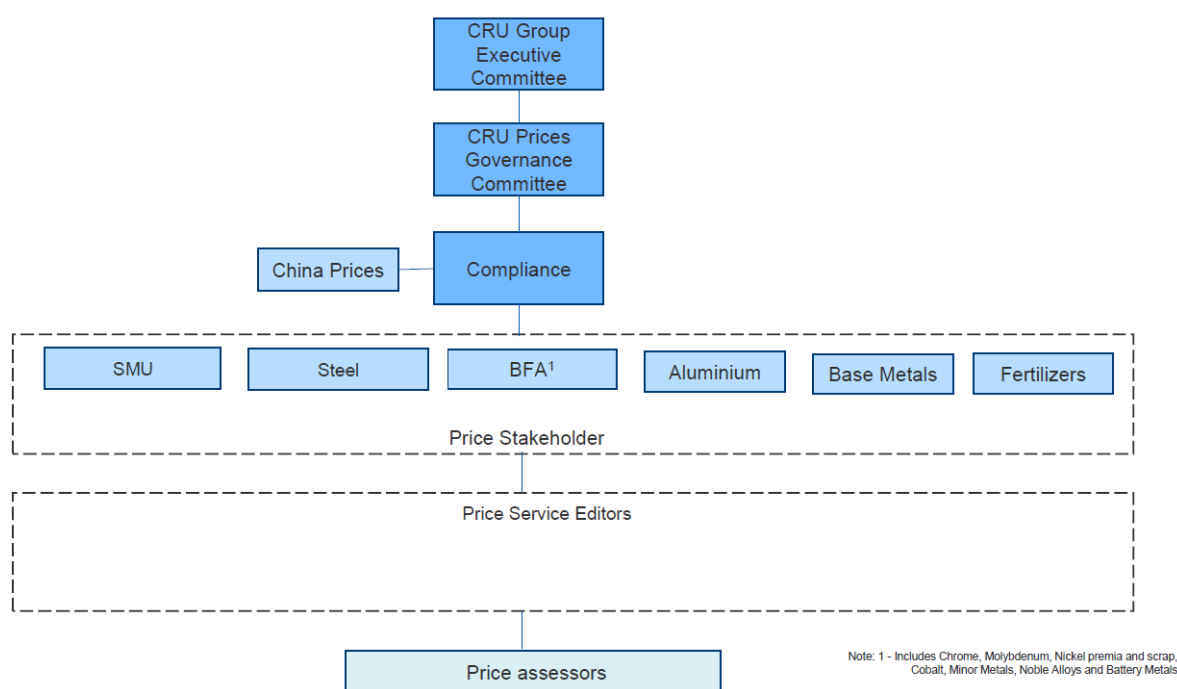 CRU Group
Executive
Committee
CRU Prices
Governance
Committee
China Prices
Compliance
SMU
Steel
BFA¹
Aluminium
Base Metals
Fertilizers
Price Stakeholder
Price Service Editors
Price assessors
Note: 1 - Includes Chrome, Molybdenum, Nickel premia and scrap,
Cobalt, Minor Metals, Noble Alloys and Battery Metals